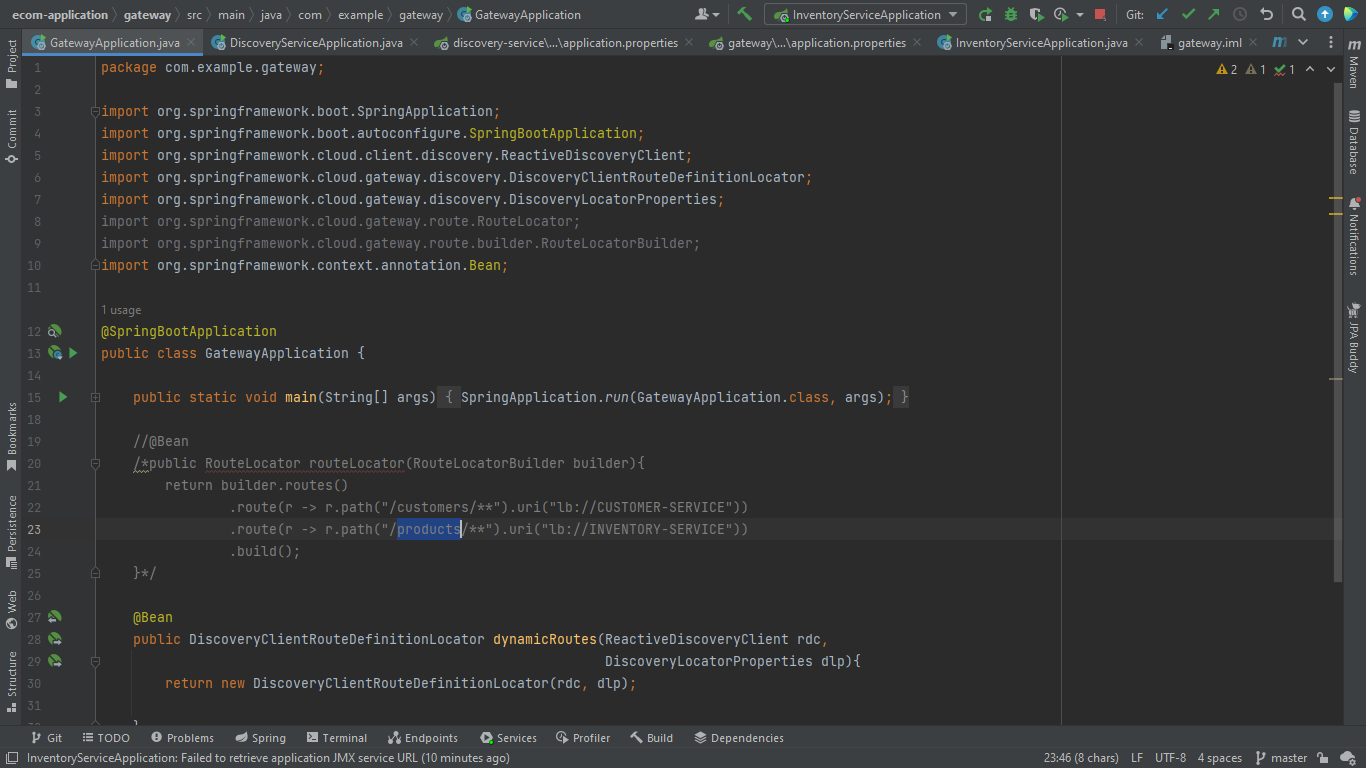 ecom-application gateway src main java com example gateway GatewayApplication InventoryServiceApplication Git:
GatewayApplication.java DiscoveryServiceApplication.java discovery-service\...\application.properties gateway\...\application.properties InventoryServiceApplication.java gateway.iml m
Project
Commit
Bookmarks
Persistence
Web
Structure
2 1 1
1 package com.example.gateway;
2
3 import org.springframework.boot.SpringApplication;
4 import org.springframework.boot.autoconfigure.SpringBootApplication;
5 import org.springframework.cloud.client.discovery.ReactiveDiscoveryClient;
6 import org.springframework.cloud.gateway.discovery.DiscoveryClientRouteDefinitionLocator;
7 import org.springframework.cloud.gateway.discovery.DiscoveryLocatorProperties;
8 import org.springframework.cloud.gateway.route.RouteLocator;
9 import org.springframework.cloud.gateway.route.builder.RouteLocatorBuilder;
10 import org.springframework.context.annotation.Bean;
11
1 usage
12 @SpringBootApplication
13 public class GatewayApplication {
14
15 public static void main(String[] args) { SpringApplication.run(GatewayApplication.class, args); }
18
19 //@Bean
20 /*public RouteLocator routeLocator(RouteLocatorBuilder builder){
21 return builder.routes()
22 .route(r -> r.path("/customers/**").uri("lb://CUSTOMER-SERVICE"))
23 .route(r -> r.path("/products/**").uri("lb://INVENTORY-SERVICE"))
24 .build();
25 }*/
26
27 @Bean
28 public DiscoveryClientRouteDefinitionLocator dynamicRoutes(ReactiveDiscoveryClient rdc,
29 DiscoveryLocatorProperties dlp){
30 return new DiscoveryClientRouteDefinitionLocator(rdc, dlp);
31
m
Maven
Database
Notifications
JPA Buddy
Git TODO Problems Spring Terminal Endpoints Services Profiler Build Dependencies
InventoryServiceApplication: Failed to retrieve application JMX service URL (10 minutes ago) 23:46 (8 chars) LF UTF-8 4 spaces master